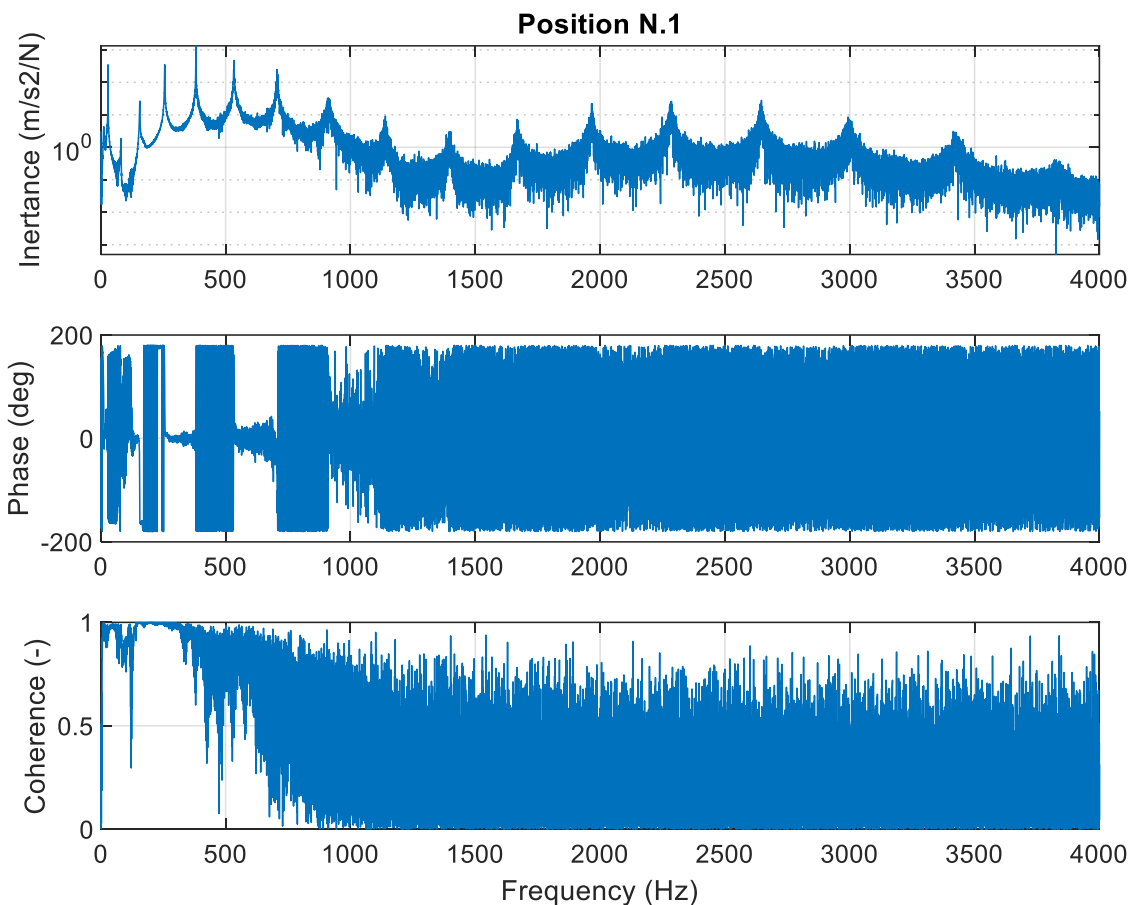 Position N.1
Inertance (m/s2/N)
10^0
0 500 1000 1500 2000 2500 3000 3500 4000
Phase (deg)
200
0
-200
0 500 1000 1500 2000 2500 3000 3500 4000
Coherence (-)
1
0.5
0
0 500 1000 1500 2000 2500 3000 3500 4000
Frequency (Hz)